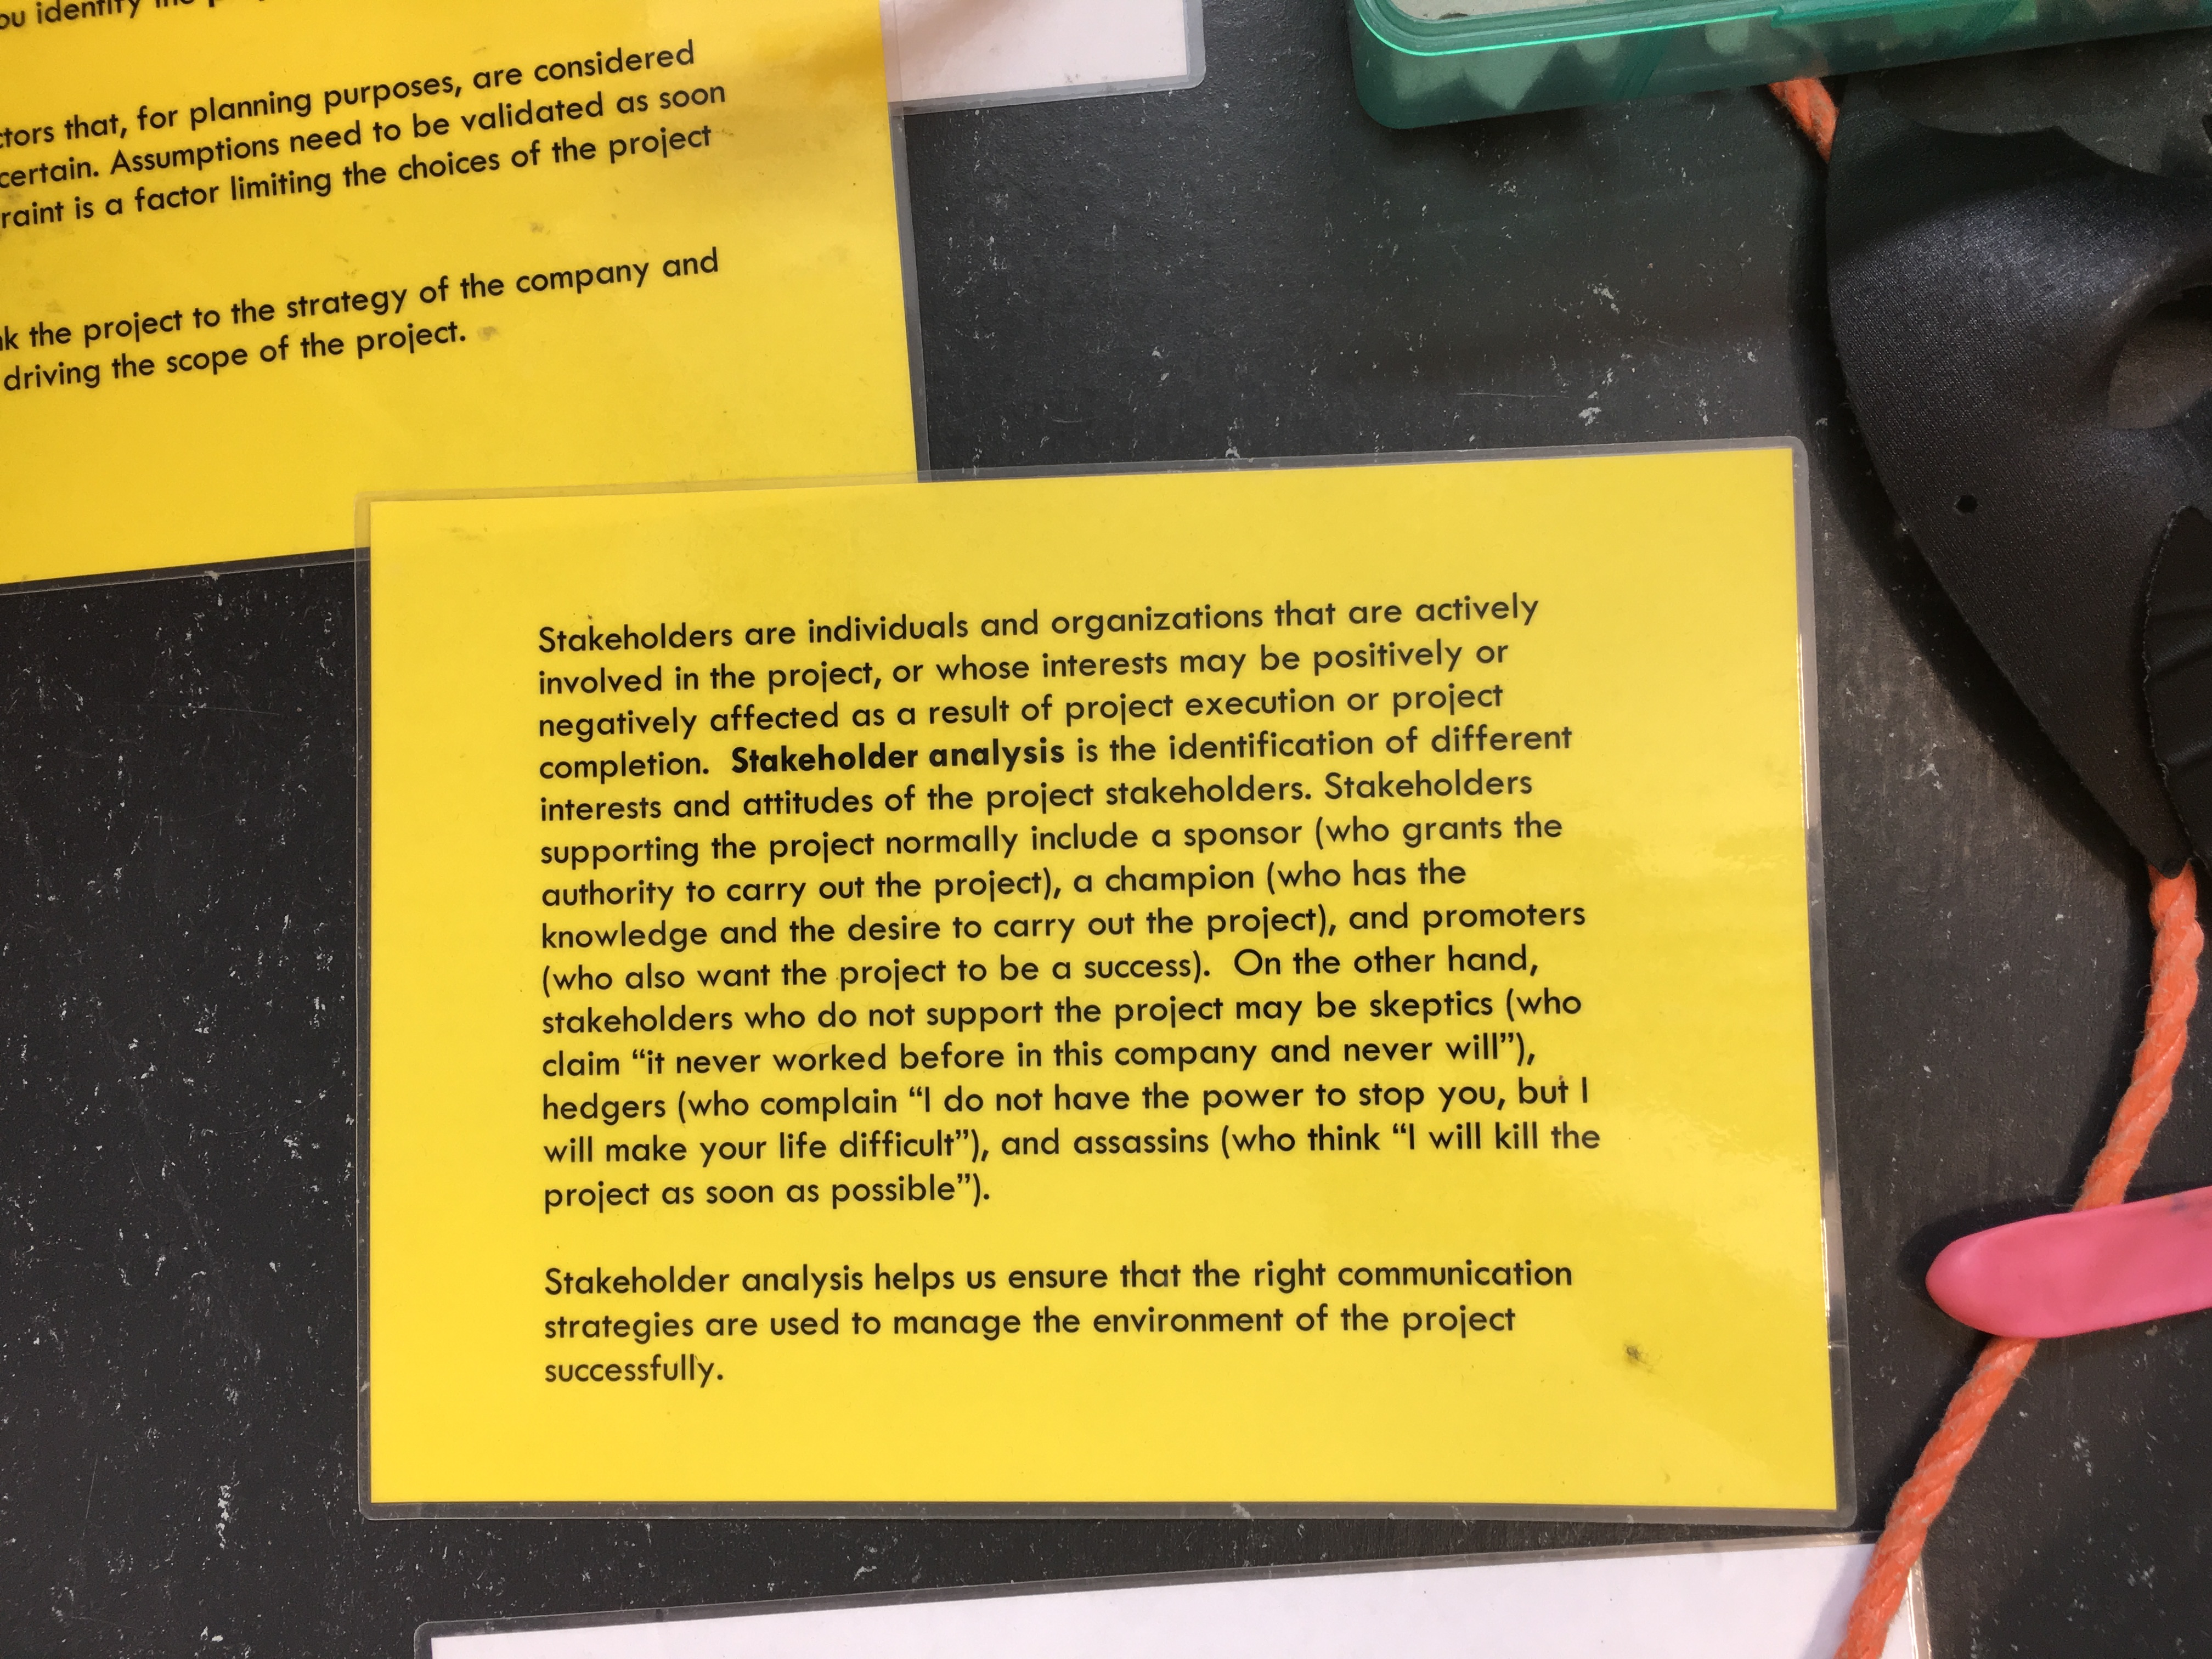 ou identify the
ctors that, for planning purposes, are considered
certain. Assumptions need to be validated as soon
raint is a factor limiting the choices of the project
nk the project to the strategy of the company and
driving the scope of the project.
Stakeholders are individuals and organizations that are actively
involved in the project, or whose interests may be positively or
negatively affected as a result of project execution or project
completion.  Stakeholder analysis is the identification of different
interests and attitudes of the project stakeholders. Stakeholders
supporting the project normally include a sponsor (who grants the
authority to carry out the project), a champion (who has the
knowledge and the desire to carry out the project), and promoters
(who also want the project to be a success).  On the other hand,
stakeholders who do not support the project may be skeptics (who
claim “it never worked before in this company and never will”),
hedgers (who complain “I do not have the power to stop you, but I
will make your life difficult”), and assassins (who think “I will kill the
project as soon as possible”).
Stakeholder analysis helps us ensure that the right communication
strategies are used to manage the environment of the project
successfully.